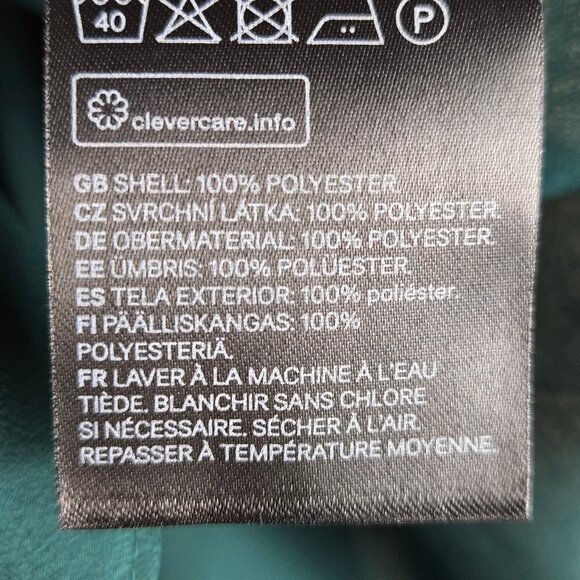 40
P
clevercare.info
GB SHELL: 100% POLYESTER.
CZ SVRCHNÍ LÁTKA: 100% POLYESTER.
DE OBERMATERIAL: 100% POLYESTER
EE ÜMBRIS: 100% POLÜESTER.
ES TELA EXTERIOR: 100% poliéster.
FI PÄÄLLISKANGAS: 100%
POLYESTERIÄ.
FR LAVER À LA MACHINE À L'EAU
TIÈDE. BLANCHIR SANS CHLORE
SI NÉCESSAIRE. SÉCHER À L'AIR.
REPASSER À TEMPÉRATURE MOYENNE.